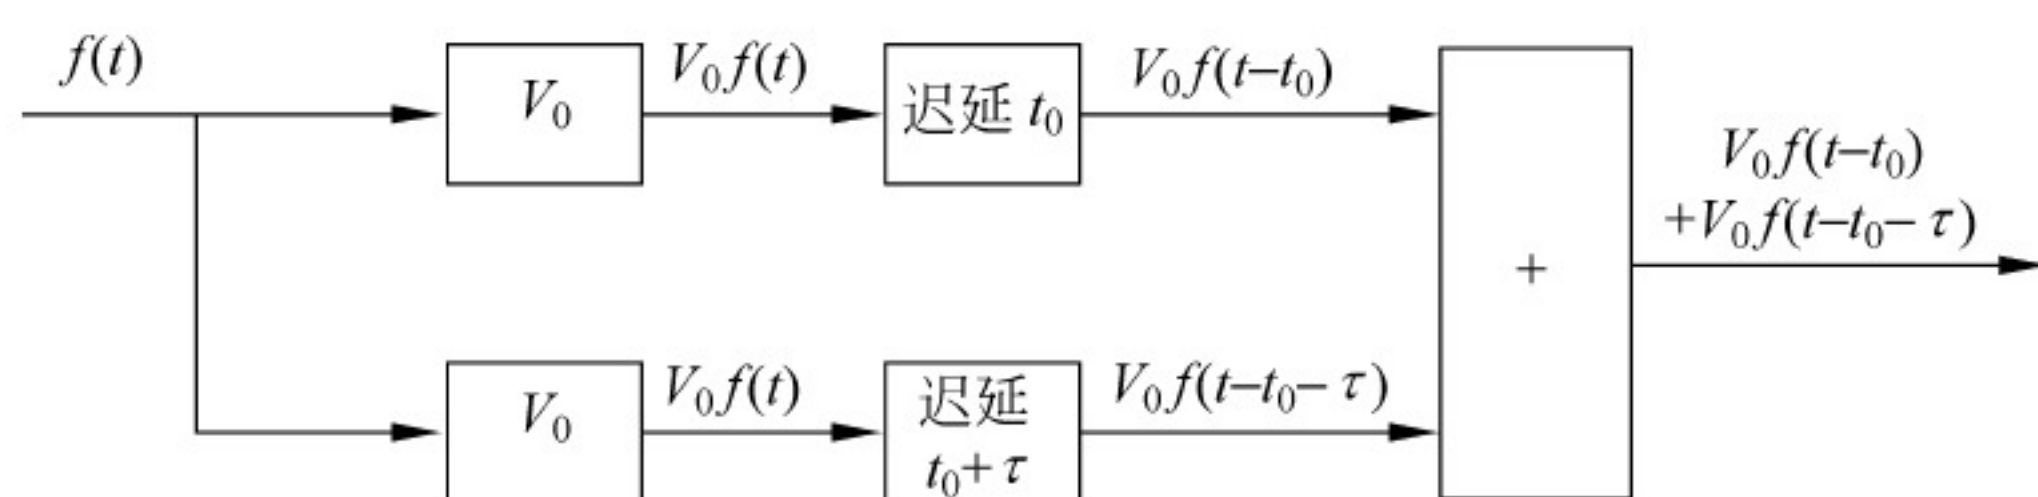 f(t)
V₀
V₀f(t)
迟延 t₀
V₀f(t–t₀)
V₀f(t–t₀)
+V₀f(t–t₀– τ)
+
V₀
V₀f(t)
迟延
t₀+ τ
V₀f(t–t₀– τ)